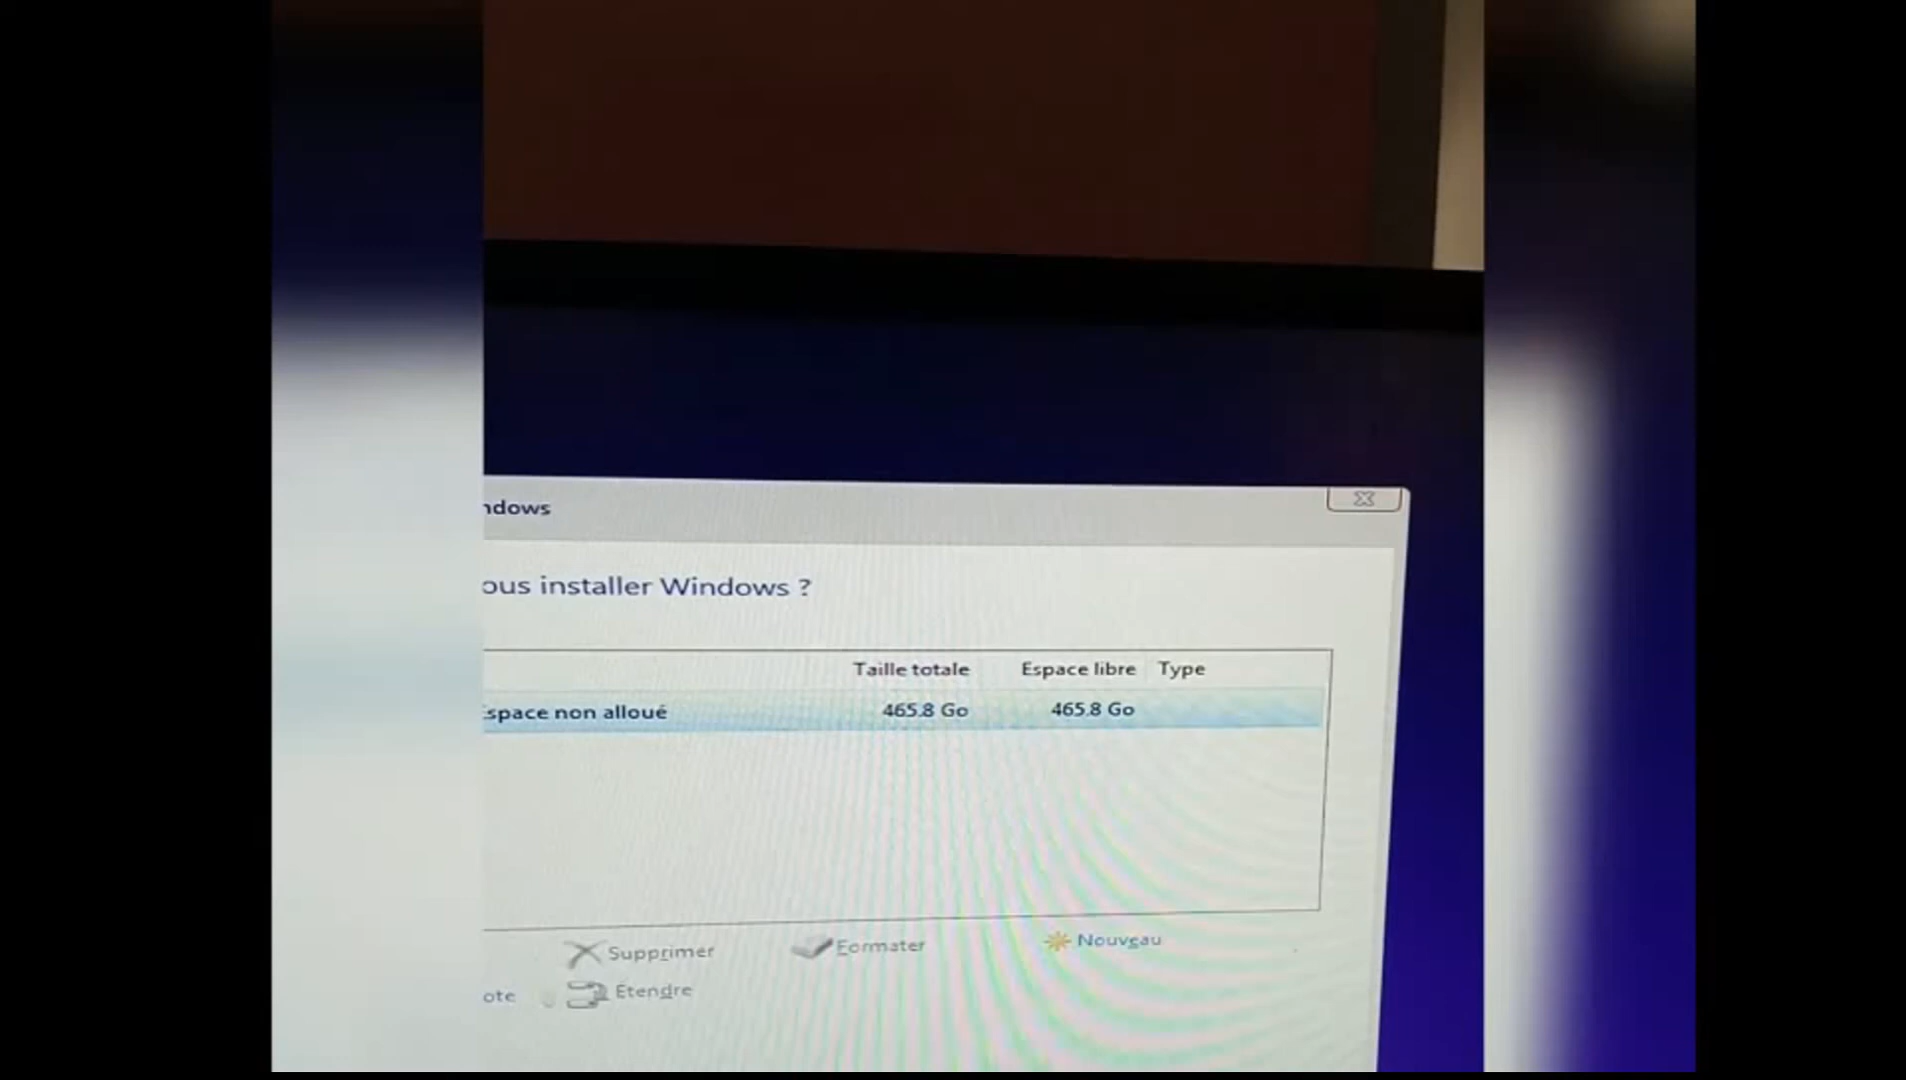 ndows
ous installer Windows ?
Taille totale Espace libre Type
space non alloué 465.8 Go 465.8 Go
Supprimer Formater Nouveau
ote Étendre